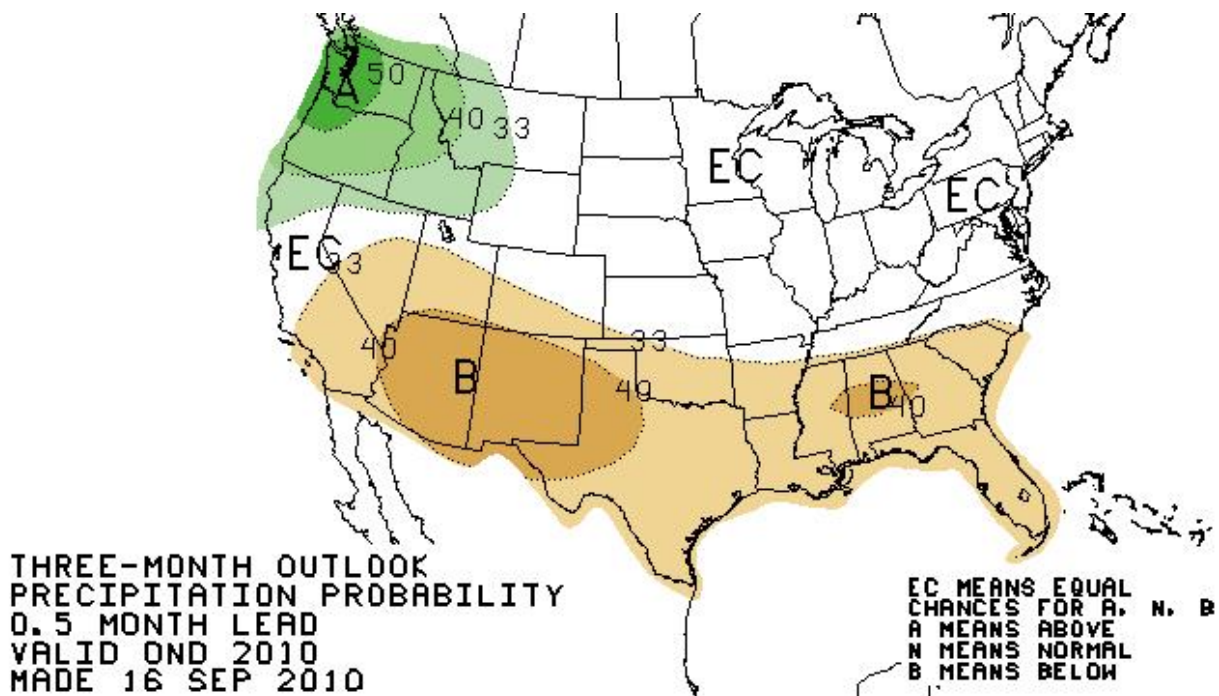 50
A
40
33
EC
EC
EC
33
33
40
B
40
B
40
THREE-MONTH OUTLOOK
PRECIPITATION PROBABILITY
0.5 MONTH LEAD
VALID OND 2010
MADE 16 SEP 2010
EC MEANS EQUAL
CHANCES FOR A, N, B
A MEANS ABOVE
N MEANS NORMAL
B MEANS BELOW